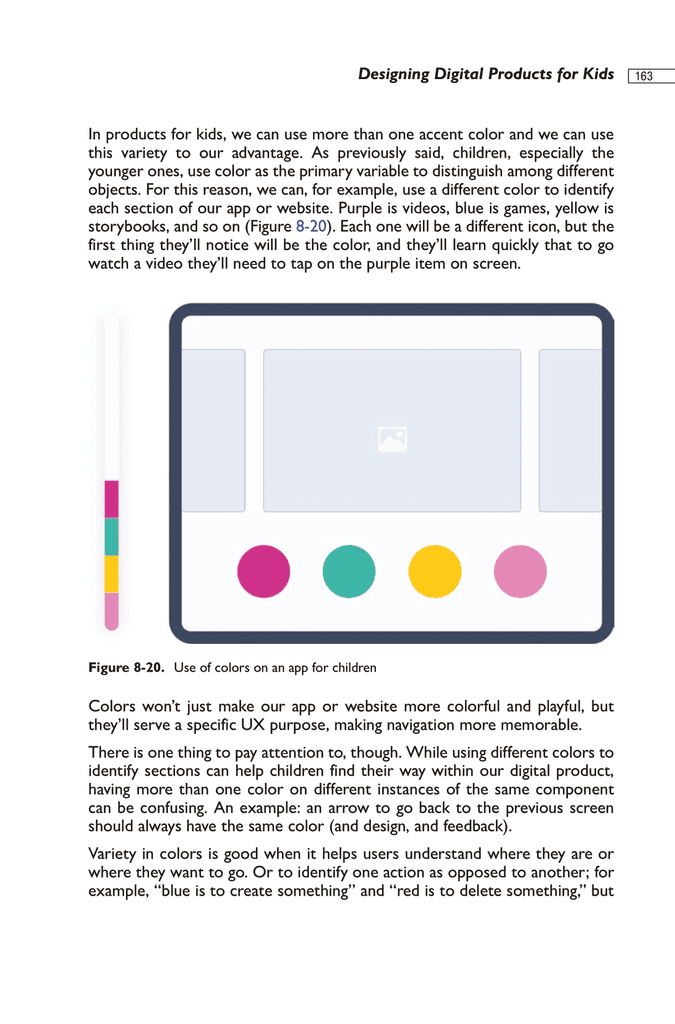 Designing Digital Products for Kids 163
In products for kids, we can use more than one accent color and we can use
this variety to our advantage. As previously said, children, especially the
younger ones, use color as the primary variable to distinguish among different
objects. For this reason, we can, for example, use a different color to identify
each section of our app or website. Purple is videos, blue is games, yellow is
storybooks, and so on (Figure 8-20). Each one will be a different icon, but the
first thing they’ll notice will be the color, and they’ll learn quickly that to go
watch a video they’ll need to tap on the purple item on screen.
Figure 8-20. Use of colors on an app for children
Colors won’t just make our app or website more colorful and playful, but
they’ll serve a specific UX purpose, making navigation more memorable.
There is one thing to pay attention to, though. While using different colors to
identify sections can help children find their way within our digital product,
having more than one color on different instances of the same component
can be confusing. An example: an arrow to go back to the previous screen
should always have the same color (and design, and feedback).
Variety in colors is good when it helps users understand where they are or
where they want to go. Or to identify one action as opposed to another; for
example, “blue is to create something” and “red is to delete something,” but